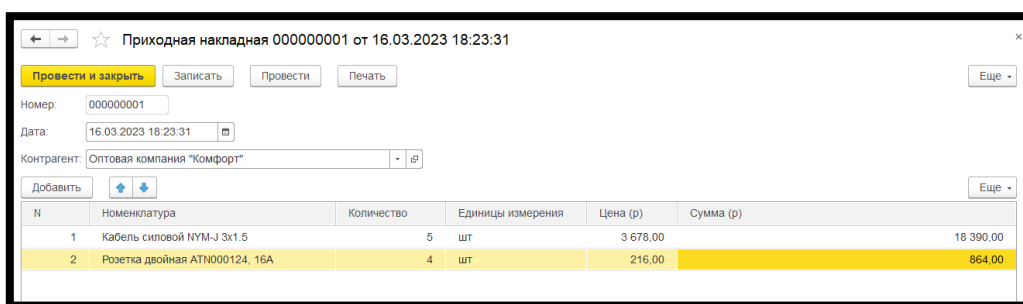 Приходная накладная 000000001 от 16.03.2023 18:23:31
Провести и закрыть Записать Провести Печать Еще
Номер: 000000001
Дата: 16.03.2023 18:23:31
Контрагент: Оптовая компания "Комфорт"
Добавить Еще
N Номенклатура Количество Единицы измерения Цена (р) Сумма (р)
1 Кабель силовой NYM-J 3x1.5 5 шт 3 678,00 18 390,00
2 Розетка двойная ATN000124, 16А 4 шт 216,00 864,00